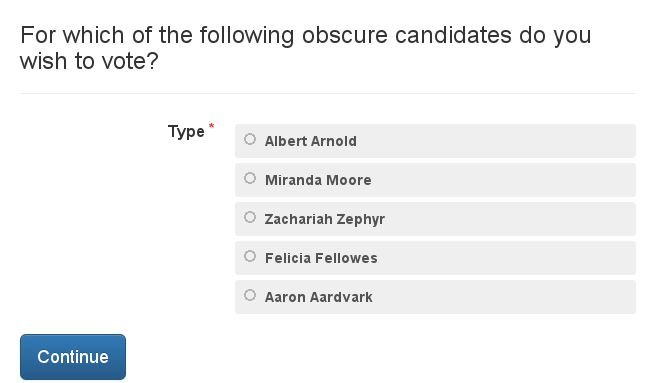 For which of the following obscure candidates do you
wish to vote?
Type *
Albert Arnold
Miranda Moore
Zachariah Zephyr
Felicia Fellowes
Aaron Aardvark
Continue